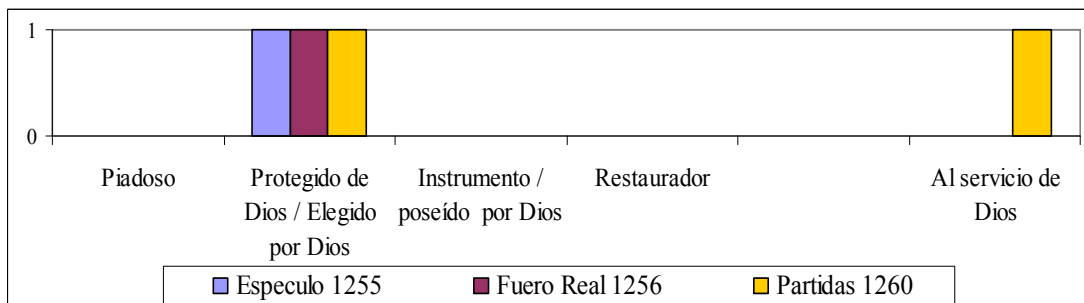 1
0
Piadoso
Protegido de
Dios / Elegido
por Dios
Instrumento /
poseído por Dios
Restaurador
Al servicio de
Dios
Especulo 1255
Fuero Real 1256
Partidas 1260